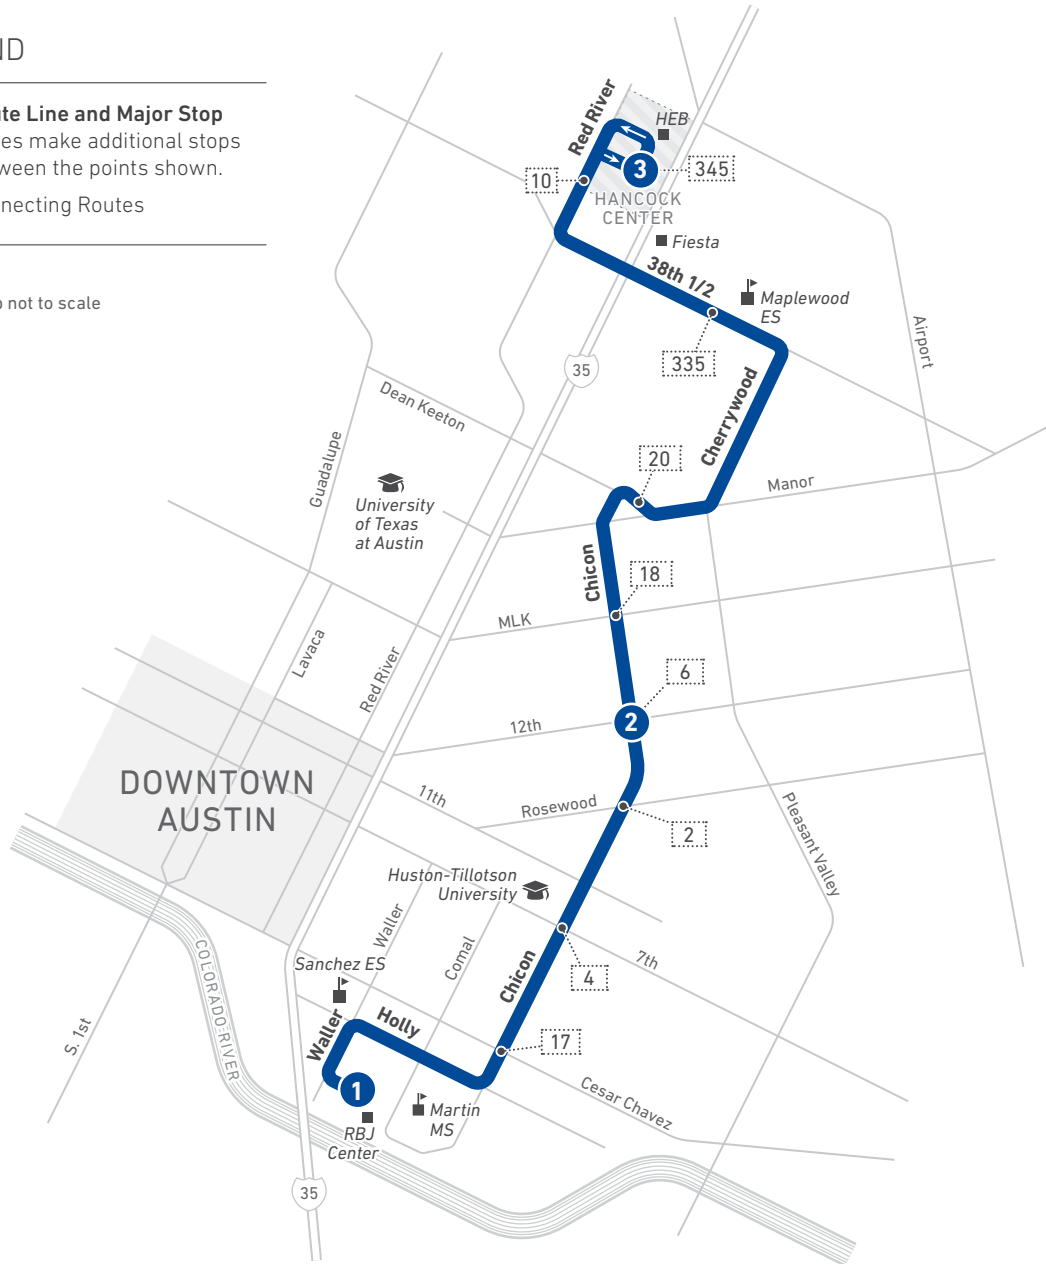 ND
te Line and Major Stop
es make additional stops
ween the points shown.
necting Routes
o not to scale
Red River
HEB
3
345
10
HANCOCK
CENTER
Fiesta
38th 1/2
Maplewood
ES
335
Airport
35
Cherrywood
Dean Keeton
Guadalupe
20
Manor
University
of Texas
at Austin
Chicon
18
MLK
Lavaca
Red River
6
2
12th
DOWNTOWN
AUSTIN
11th
Rosewood
2
Pleasant Valley
Huston-Tillotson
University
Waller
Comal
COLORADO RIVER
Sanchez ES
Chicon
7th
4
Waller
Holly
17
S. 1st
1
Cesar Chavez
Martin
MS
RBJ
Center
35